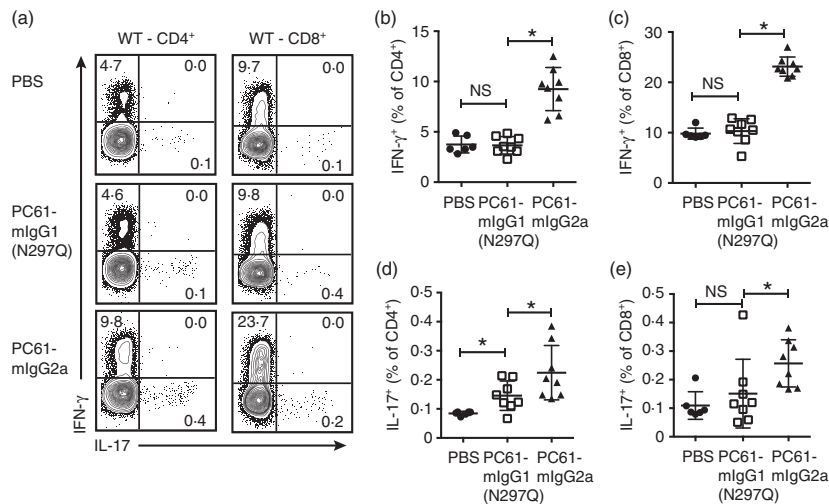 (a)
WT - CD4⁺
WT - CD8⁺
PBS
4·7
0·0
0·1
9·7
0·0
0·1
PC61-
mIgG1
(N297Q)
4·6
0·0
0·1
9·8
0·0
0·4
PC61-
mIgG2a
9·8
0·0
0·4
23·7
0·0
0·2
IFN-γ
IL-17
(b)
IFN-γ⁺ (% of CD4⁺)
15
10
5
0
NS
*
PBS
PC61-
mIgG1
(N297Q)
PC61-
mIgG2a
(c)
IFN-γ⁺ (% of CD8⁺)
30
20
10
0
NS
*
PBS
PC61-
mIgG1
(N297Q)
PC61-
mIgG2a
(d)
IL-17⁺ (% of CD4⁺)
0·5
0·4
0·3
0·2
0·1
0
*
*
PBS
PC61-
mIgG1
(N297Q)
PC61-
mIgG2a
(e)
IL-17⁺ (% of CD8⁺)
0·5
0·4
0·3
0·2
0·1
0
NS
*
PBS
PC61-
mIgG1
(N297Q)
PC61-
mIgG2a